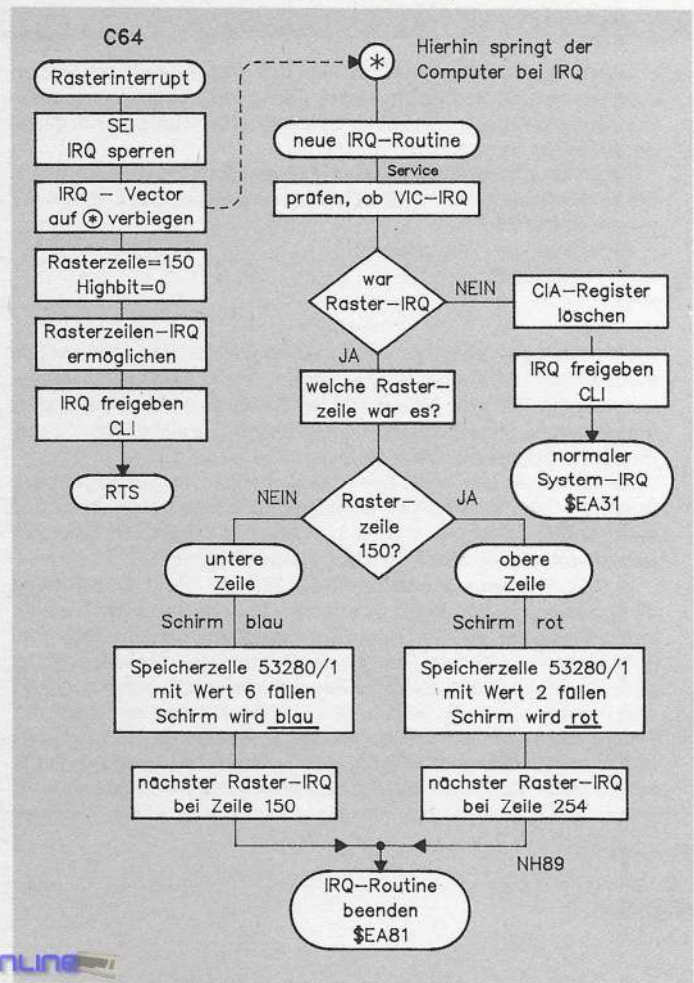 C64
Rasterinterrupt
SEI
IRQ sperren
IRQ – Vector
auf * verbiegen
Rasterzeile=150
Highbit=0
Rasterzeilen–IRQ
ermöglichen
IRQ freigeben
CLI
RTS
*
Hierhin springt der
Computer bei IRQ
neue IRQ–Routine
Service
prüfen, ob VIC–IRQ
war
Raster–IRQ
NEIN
CIA–Register
löschen
IRQ freigeben
CLI
normaler
System–IRQ
$EA31
JA
welche Raster–
zeile war es?
Raster–
zeile
150?
NEIN
JA
untere
Zeile
Schirm blau
Speicherzelle 53280/1
mit Wert 6 füllen
Schirm wird blau
nächster Raster–IRQ
bei Zeile 150
obere
Zeile
Schirm rot
Speicherzelle 53280/1
mit Wert 2 füllen
Schirm wird rot
nächster Raster–IRQ
bei Zeile 254
NH89
IRQ–Routine
beenden
$EA81
NLINE